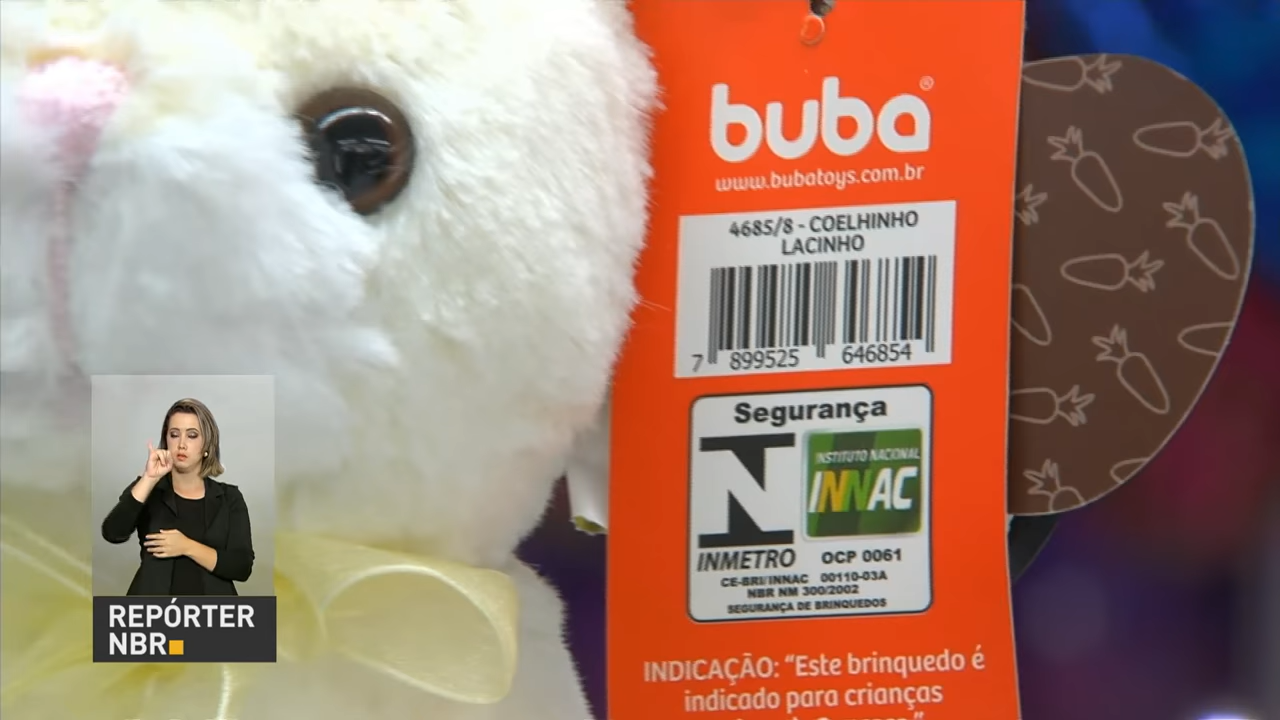 buba®
www.bubatoys.com.br
4685/8 - COELHINHO
LACINHO
7 899525 646854
Segurança
INSTITUTO NACIONAL
INNAC
INMETRO
OCP 0061
CE-BRI/INNAC 00110-03A
NBR NM 300/2002
SEGURANÇA DE BRINQUEDOS
INDICAÇÃO: “Este brinquedo é
indicado para crianças
REPÓRTER
NBR